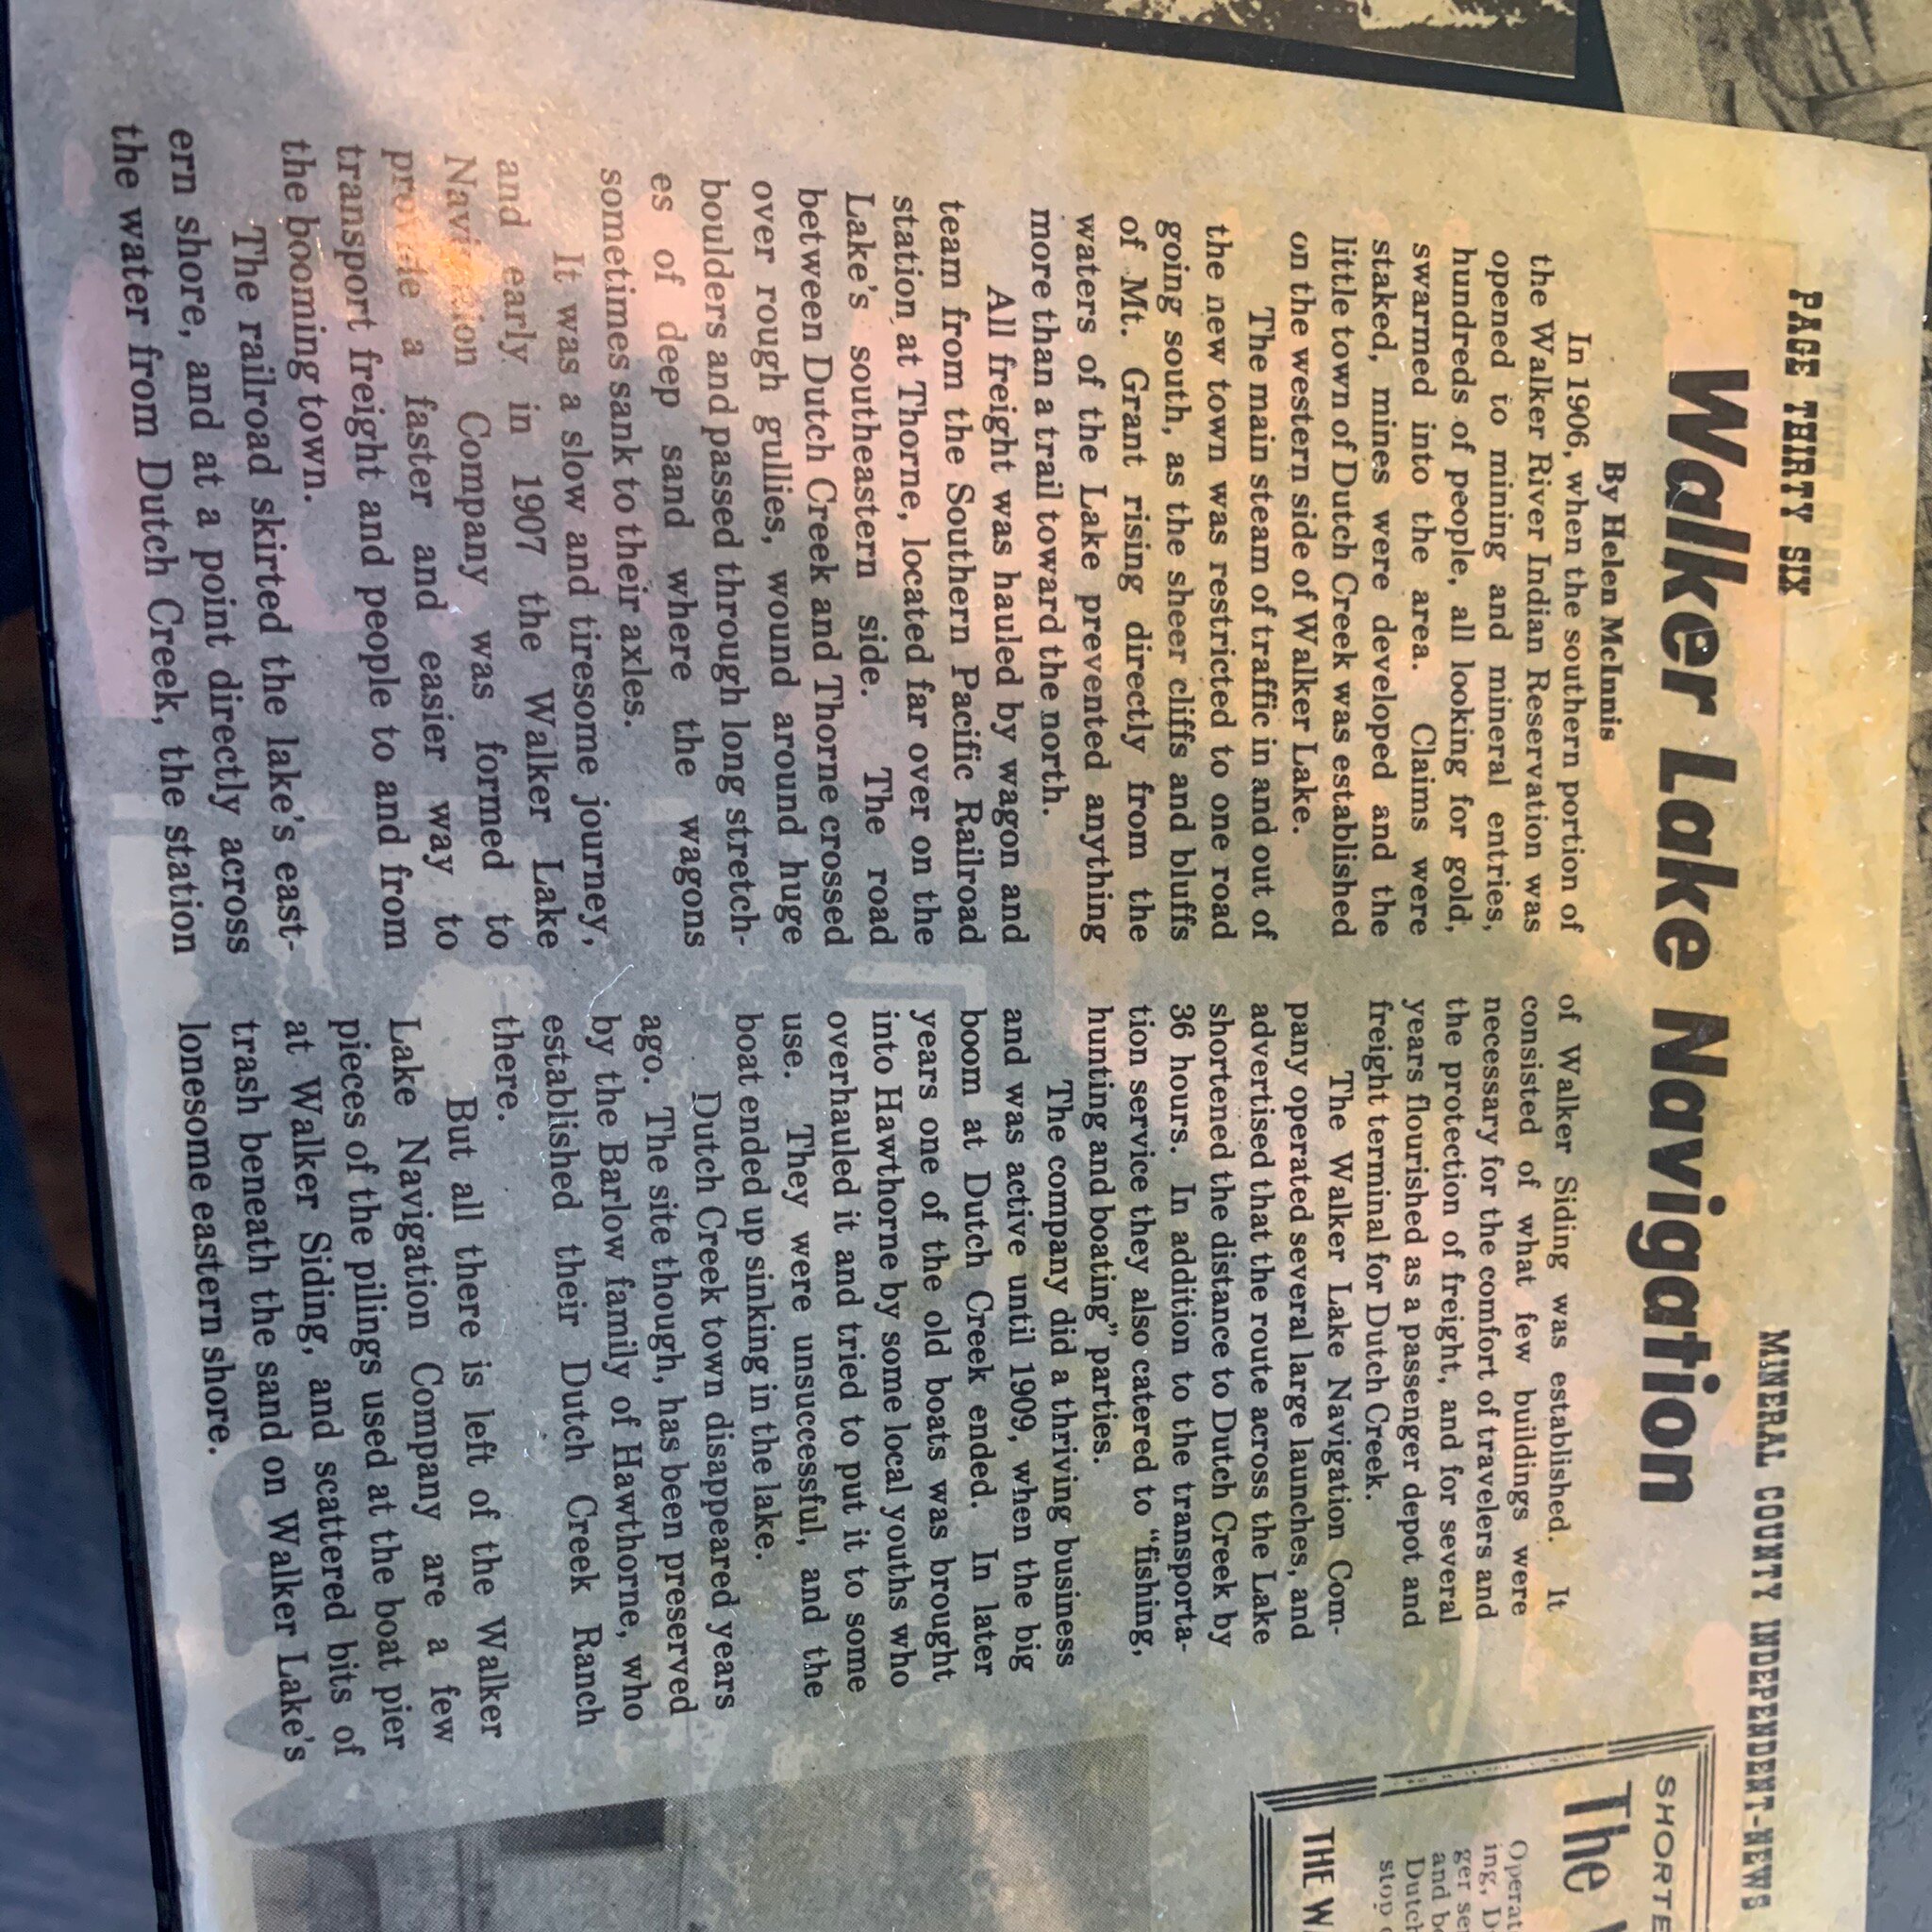 PAGE THIRTY SIX
MINERAL COUNTY INDEPENDENT-NEWS
Walker Lake Navigation
By Helen McInnis
In 1906, when the southern portion of
the Walker River Indian Reservation was
opened to mining and mineral entries,
hundreds of people, all looking for gold,
swarmed into the area. Claims were
staked, mines were developed and the
little town of Dutch Creek was established
on the western side of Walker Lake.
The main steam of traffic in and out of
the new town was restricted to one road
going south, as the sheer cliffs and bluffs
of Mt. Grant rising directly from the
waters of the Lake prevented anything
more than a trail toward the north.
All freight was hauled by wagon and
team from the Southern Pacific Railroad
station at Thorne, located far over on the
Lake's southeastern side. The road
between Dutch Creek and Thorne crossed
over rough gullies, wound around huge
boulders and passed through long stretch-
es of deep sand where the wagons
sometimes sank to their axles.
It was a slow and tiresome journey,
and early in 1907 the Walker Lake
Navigation Company was formed to
provide a faster and easier way to
transport freight and people to and from
the booming town.
The railroad skirted the lake's east-
ern shore, and at a point directly across
the water from Dutch Creek, the station
of Walker Siding was established. It
consisted of what few buildings were
necessary for the comfort of travelers and
the protection of freight, and for several
years flourished as a passenger depot and
freight terminal for Dutch Creek.
The Walker Lake Navigation Com-
pany operated several large launches, and
advertised that the route across the Lake
shortened the distance to Dutch Creek by
36 hours. In addition to the transporta-
tion service they also catered to "fishing,
hunting and boating" parties.
The company did a thriving business
and was active until 1909, when the big
boom at Dutch Creek ended. In later
years one of the old boats was brought
into Hawthorne by some local youths who
overhauled it and tried to put it to some
use. They were unsuccessful, and the
boat ended up sinking in the lake.
Dutch Creek town disappeared years
ago. The site though, has been preserved
by the Barlow family of Hawthorne, who
established their Dutch Creek Ranch
there.
But all there is left of the Walker
Lake Navigation Company are a few
pieces of the pilings used at the boat pier
at Walker Siding, and scattered bits of
trash beneath the sand on Walker Lake's
lonesome eastern shore.
SHORTE
The
Operat
ing, D
ger se
and b
Dutch
stop
THE W